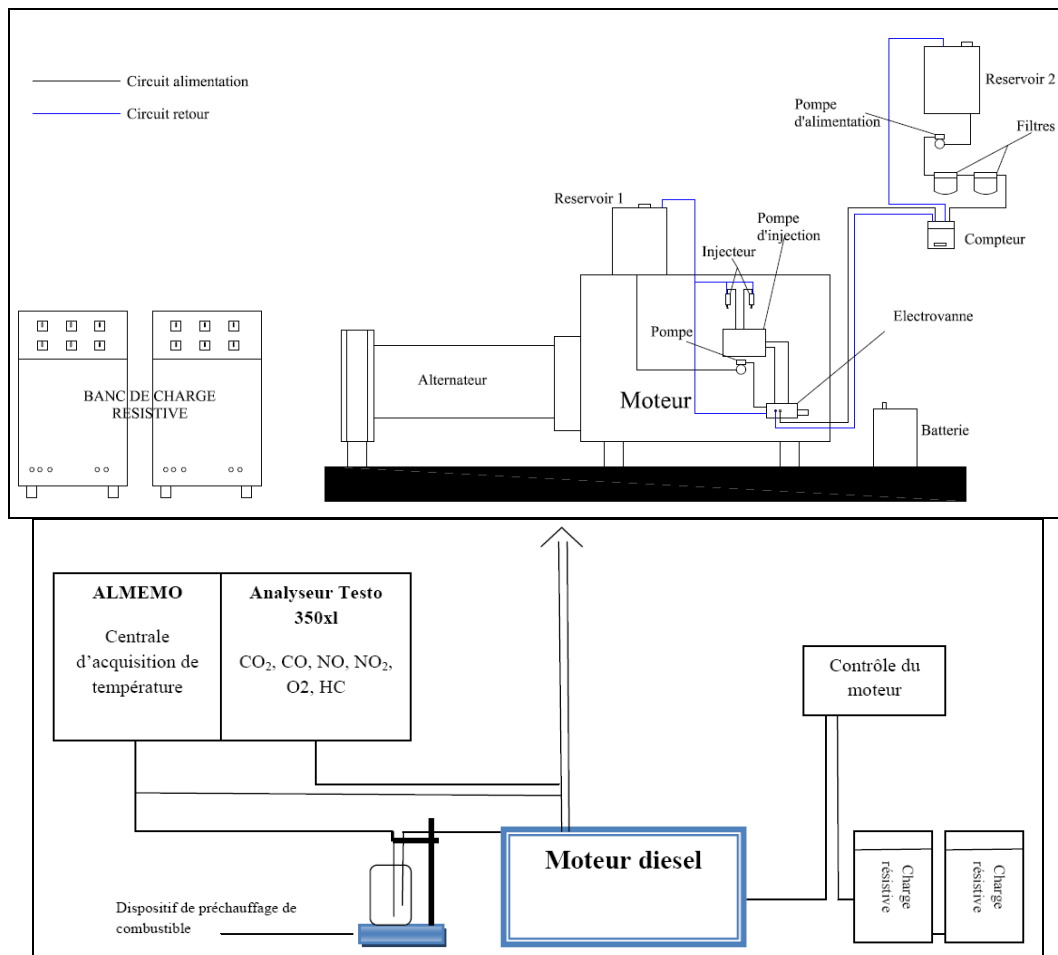 Circuit alimentation
Circuit retour
Reservoir 2
Pompe
d'alimentation
Filtres
Compteur
Reservoir 1
Pompe
d'injection
Injecteur
Electrovanne
Pompe
Alternateur
Moteur
Batterie
BANC DE CHARGE
RESISTIVE
ALMEMO
Centrale
d’acquisition de
température
Analyseur Testo
350xl
CO₂, CO, NO, NO₂,
O2, HC
Contrôle du
moteur
Moteur diesel
Charge
résistive
Charge
résistive
Dispositif de préchauffage de
combustible